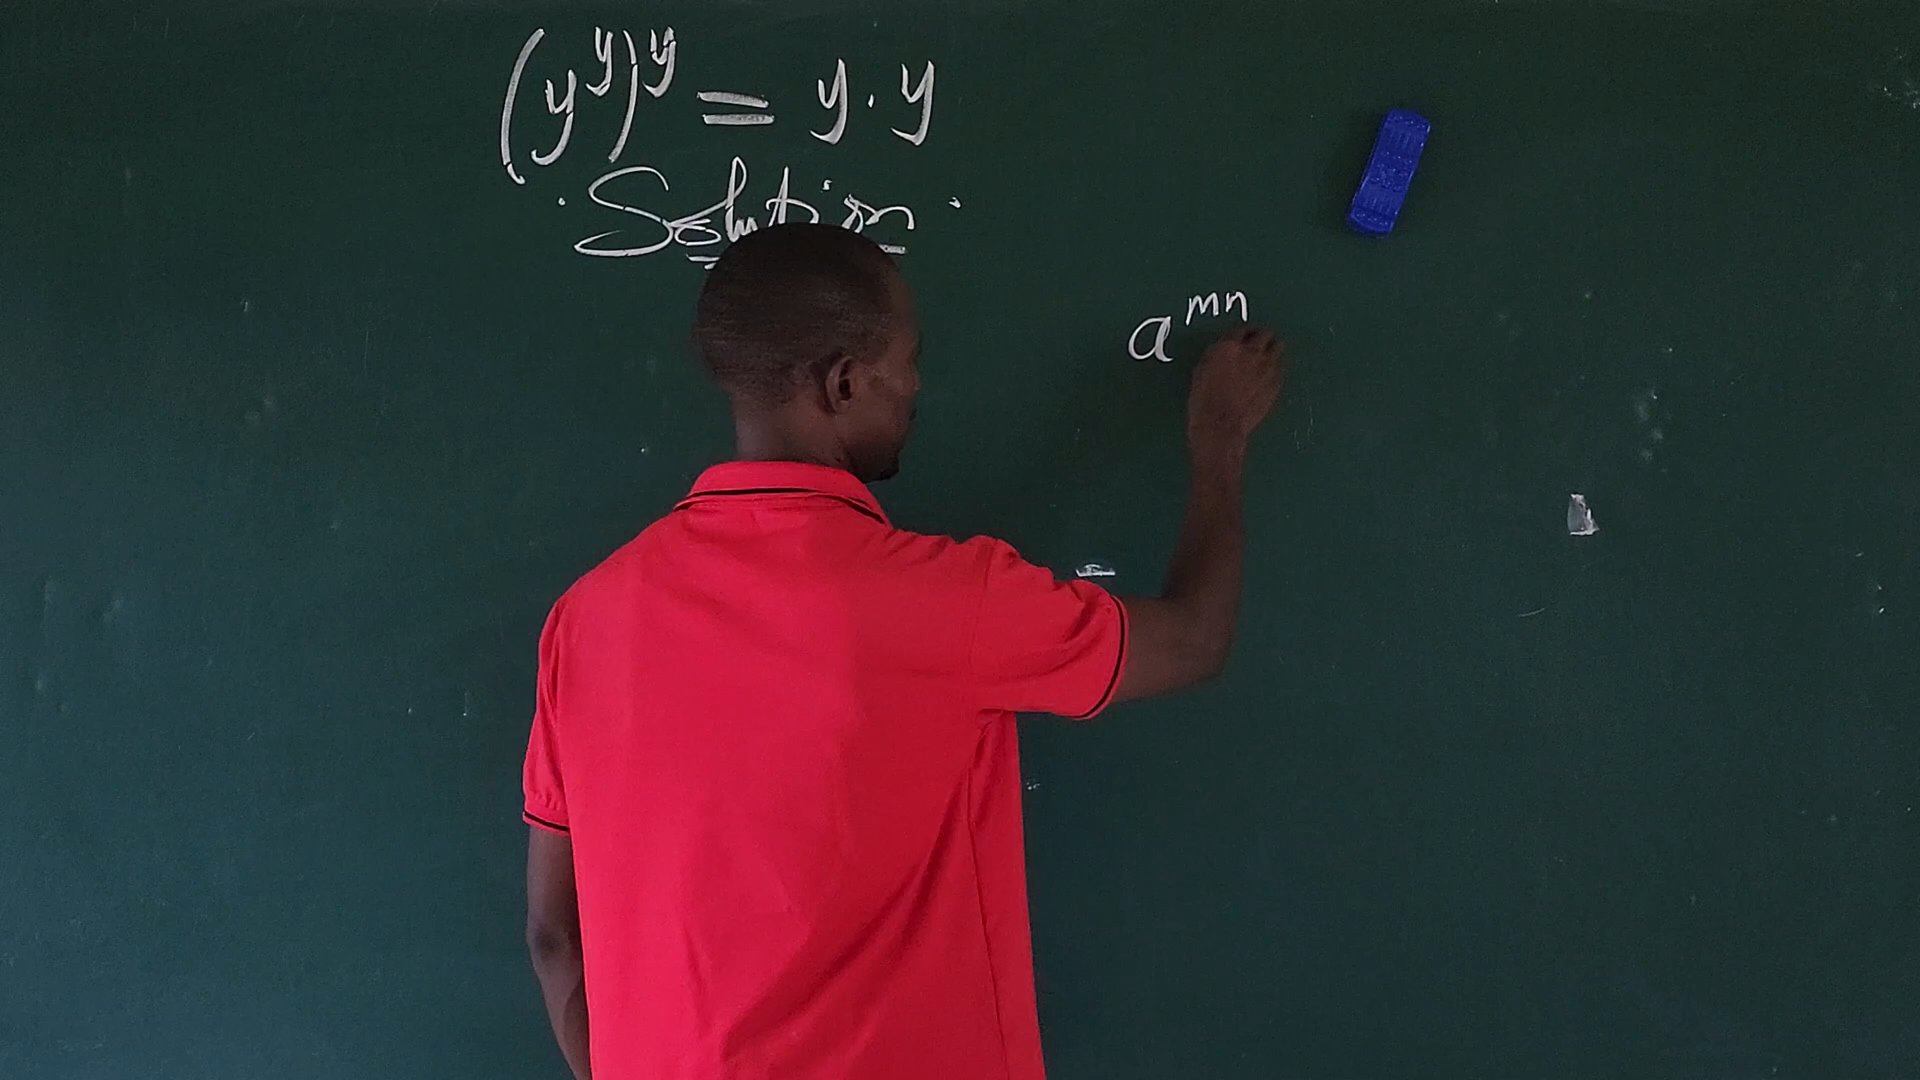 (y^y)^y = y · y
Solution
a^mn